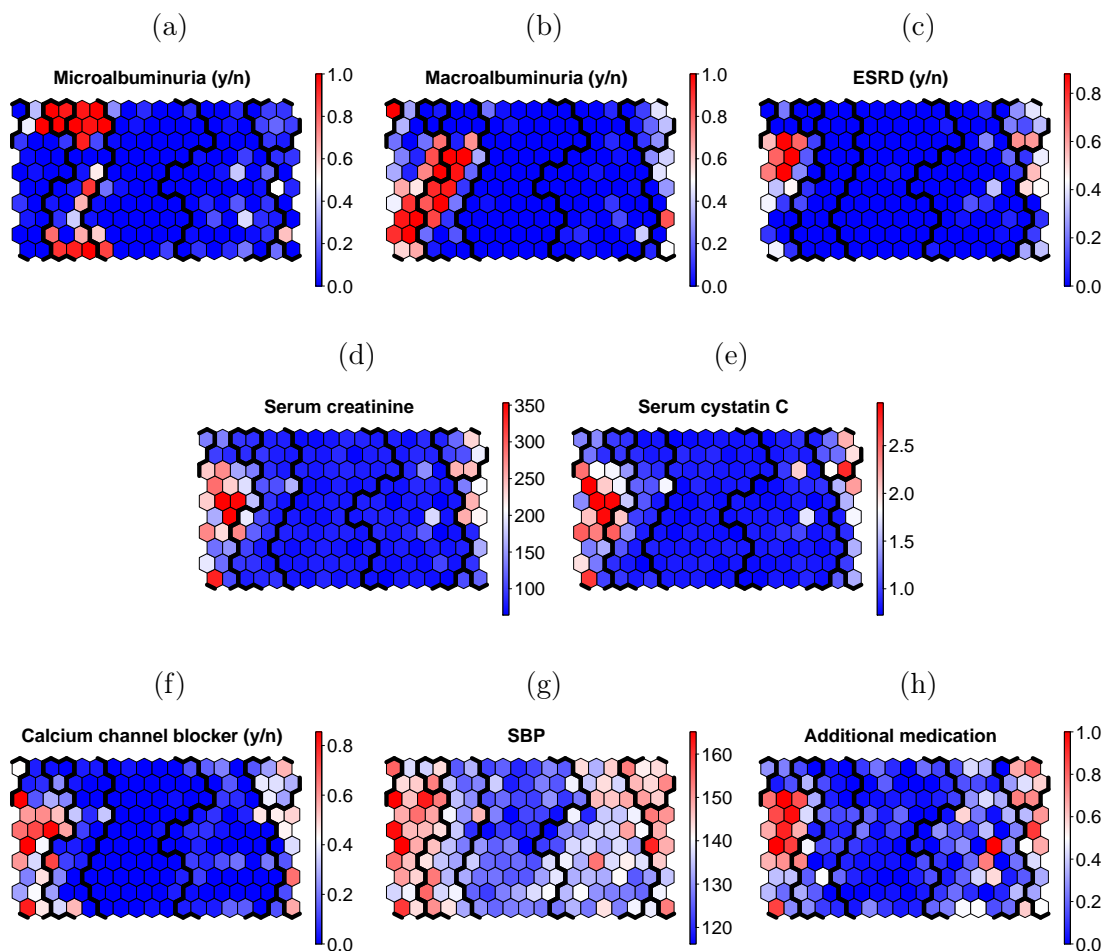 (a) (b) (c)
Microalbuminuria (y/n) Macroalbuminuria (y/n) ESRD (y/n)
1.0 1.0 0.8
0.8 0.8 0.6
0.6 0.6 0.4
0.4 0.4 0.2
0.2 0.2 0.0
0.0 0.0
(d) (e)
Serum creatinine Serum cystatin C
350 2.5
300 2.0
250 1.5
200 1.0
150
100
(f) (g) (h)
Calcium channel blocker (y/n) SBP Additional medication
0.8 160 1.0
0.6 150 0.8
0.4 140 0.6
0.2 130 0.4
0.0 120 0.2
0.0